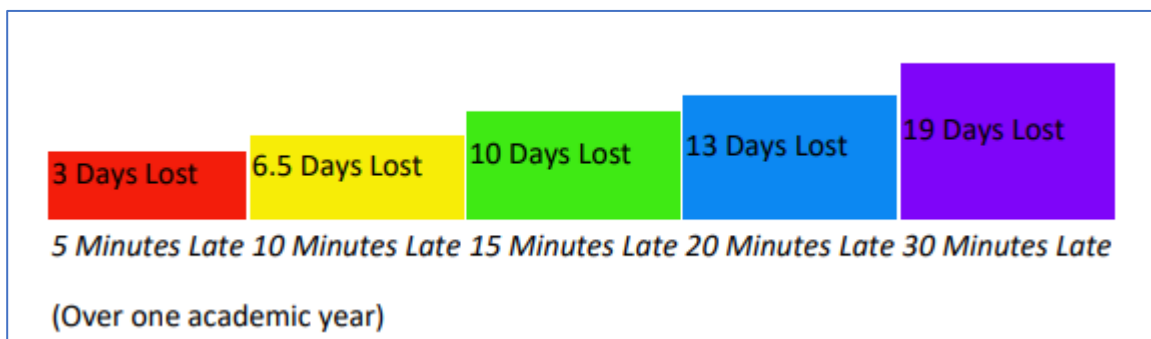 3 Days Lost
6.5 Days Lost
10 Days Lost
13 Days Lost
19 Days Lost
5 Minutes Late 10 Minutes Late 15 Minutes Late 20 Minutes Late 30 Minutes Late
(Over one academic year)